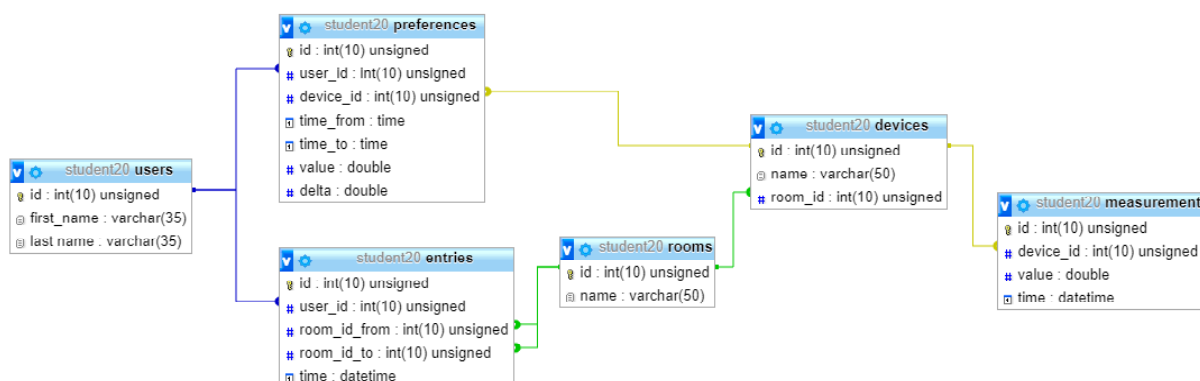 student20 preferences
id : int(10) unsigned
user_id : int(10) unsigned
device_id : int(10) unsigned
time_from : time
time_to : time
value : double
delta : double
student20 users
id : int(10) unsigned
first_name : varchar(35)
last name : varchar(35)
student20 entries
id : int(10) unsigned
user_id : int(10) unsigned
room_id_from : int(10) unsigned
room_id_to : int(10) unsigned
time : datetime
student20 rooms
id : int(10) unsigned
name : varchar(50)
student20 devices
id : int(10) unsigned
name : varchar(50)
room_id : int(10) unsigned
student20 measurement
id : int(10) unsigned
device_id : int(10) unsigned
value : double
time : datetime